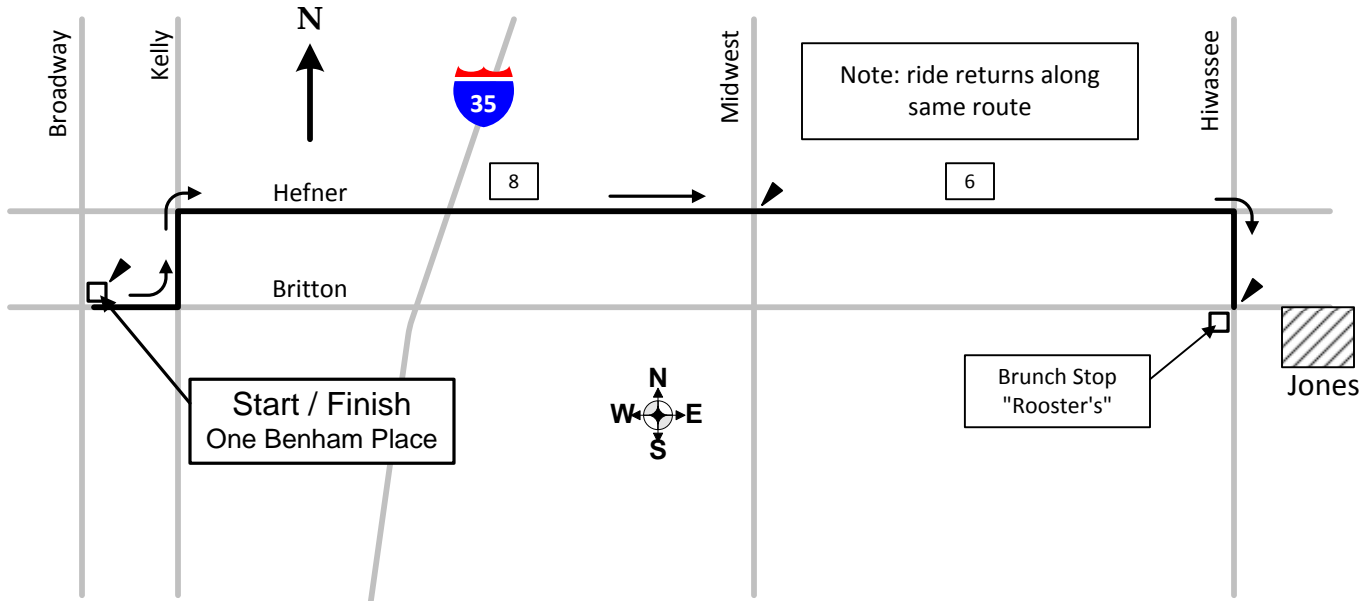 Broadway
Kelly
N
35
Midwest
Note: ride returns along
same route
Hiwassee
Hefner
8
6
Britton
Start / Finish
One Benham Place
N
W E
S
Brunch Stop
"Rooster's"
Jones